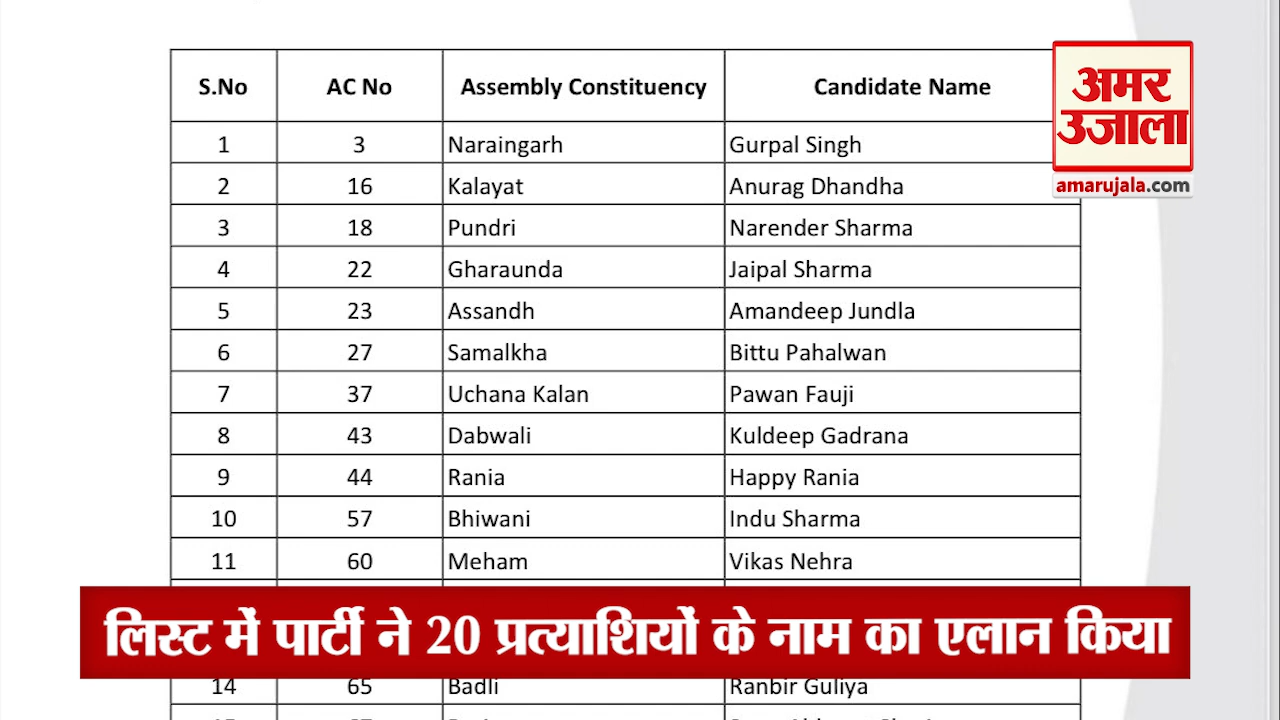 S.No AC No Assembly Constituency Candidate Name
अमर
उजाला
amarujala.com
1 3 Naraingarh Gurpal Singh
2 16 Kalayat Anurag Dhandha
3 18 Pundri Narender Sharma
4 22 Gharaunda Jaipal Sharma
5 23 Assandh Amandeep Jundla
6 27 Samalkha Bittu Pahalwan
7 37 Uchana Kalan Pawan Fauji
8 43 Dabwali Kuldeep Gadrana
9 44 Rania Happy Rania
10 57 Bhiwani Indu Sharma
11 60 Meham Vikas Nehra
लिस्ट में पार्टी ने 20 प्रत्याशियों के नाम का एलान किया
14 65 Badli Ranbir Guliya